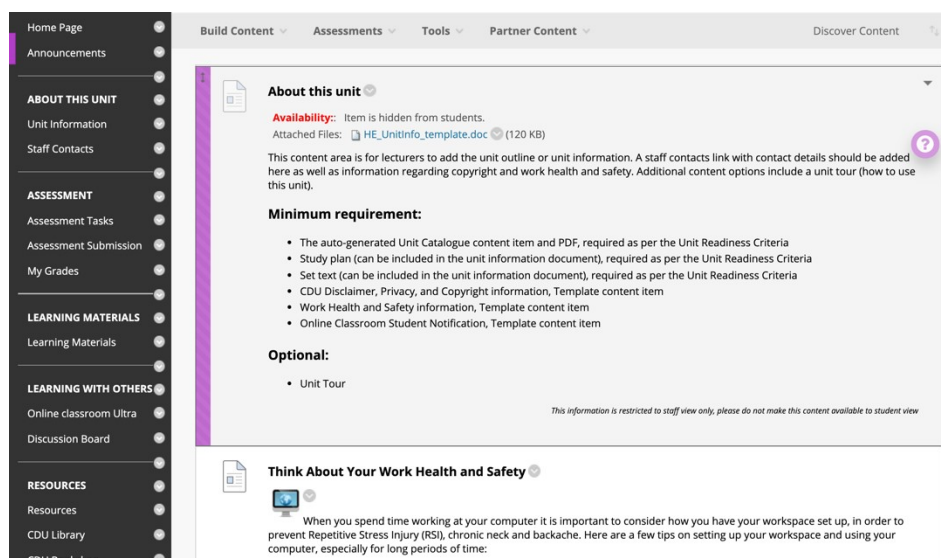 Home Page
Announcements
ABOUT THIS UNIT
Unit Information
Staff Contacts
ASSESSMENT
Assessment Tasks
Assessment Submission
My Grades
LEARNING MATERIALS
Learning Materials
LEARNING WITH OTHERS
Online classroom Ultra
Discussion Board
RESOURCES
Resources
CDU Library
Build Content
Assessments
Tools
Partner Content
Discover Content
About this unit
Availability:: Item is hidden from students.
Attached Files: HE_UnitInfo_template.doc (120 KB)
This content area is for lecturers to add the unit outline or unit information. A staff contacts link with contact details should be added
here as well as information regarding copyright and work health and safety. Additional content options include a unit tour (how to use
this unit).
Minimum requirement:
• The auto-generated Unit Catalogue content item and PDF, required as per the Unit Readiness Criteria
• Study plan (can be included in the unit information document), required as per the Unit Readiness Criteria
• Set text (can be included in the unit information document), required as per the Unit Readiness Criteria
• CDU Disclaimer, Privacy, and Copyright information, Template content item
• Work Health and Safety information, Template content item
• Online Classroom Student Notification, Template content item
Optional:
• Unit Tour
This information is restricted to staff view only, please do not make this content available to student view
?
Think About Your Work Health and Safety
When you spend time working at your computer it is important to consider how you have your workspace set up, in order to
prevent Repetitive Stress Injury (RSI), chronic neck and backache. Here are a few tips on setting up your workspace and using your
computer, especially for long periods of time: